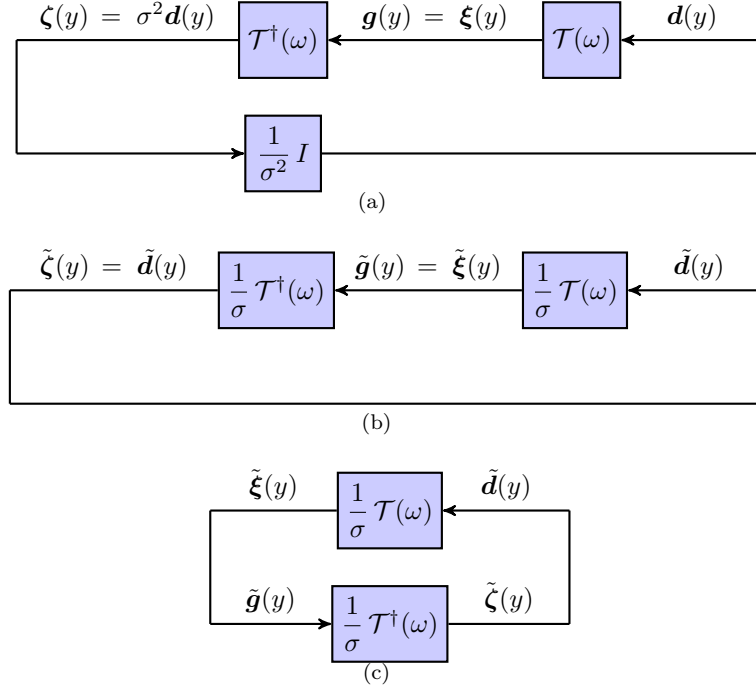 𝜻(y) = σ²𝒅(y) 𝒯†(ω) 𝒈(y) = 𝝃(y) 𝒯(ω) 𝒅(y)
1/σ² I
(a)
𝜻̃(y) = 𝒅̃(y) 1/σ 𝒯†(ω) 𝒈̃(y) = 𝝃̃(y) 1/σ 𝒯(ω) 𝒅̃(y)
(b)
𝝃̃(y) 1/σ 𝒯(ω) 𝒅̃(y)
𝒈̃(y) 1/σ 𝒯†(ω) 𝜻̃(y)
(c)